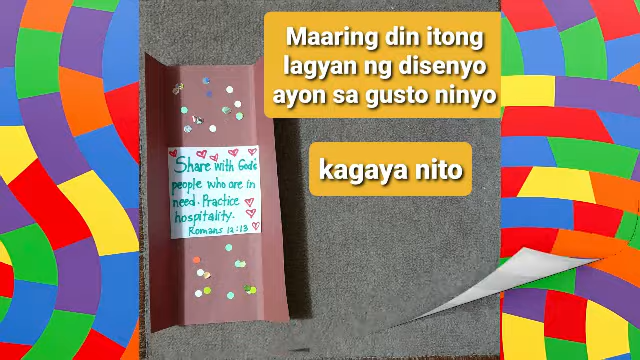 Maaring din itong
lagyan ng disenyo
ayon sa gusto ninyo
kagaya nito
Share with God's
people who are in
need. Practice
hospitality.
Romans 12:13